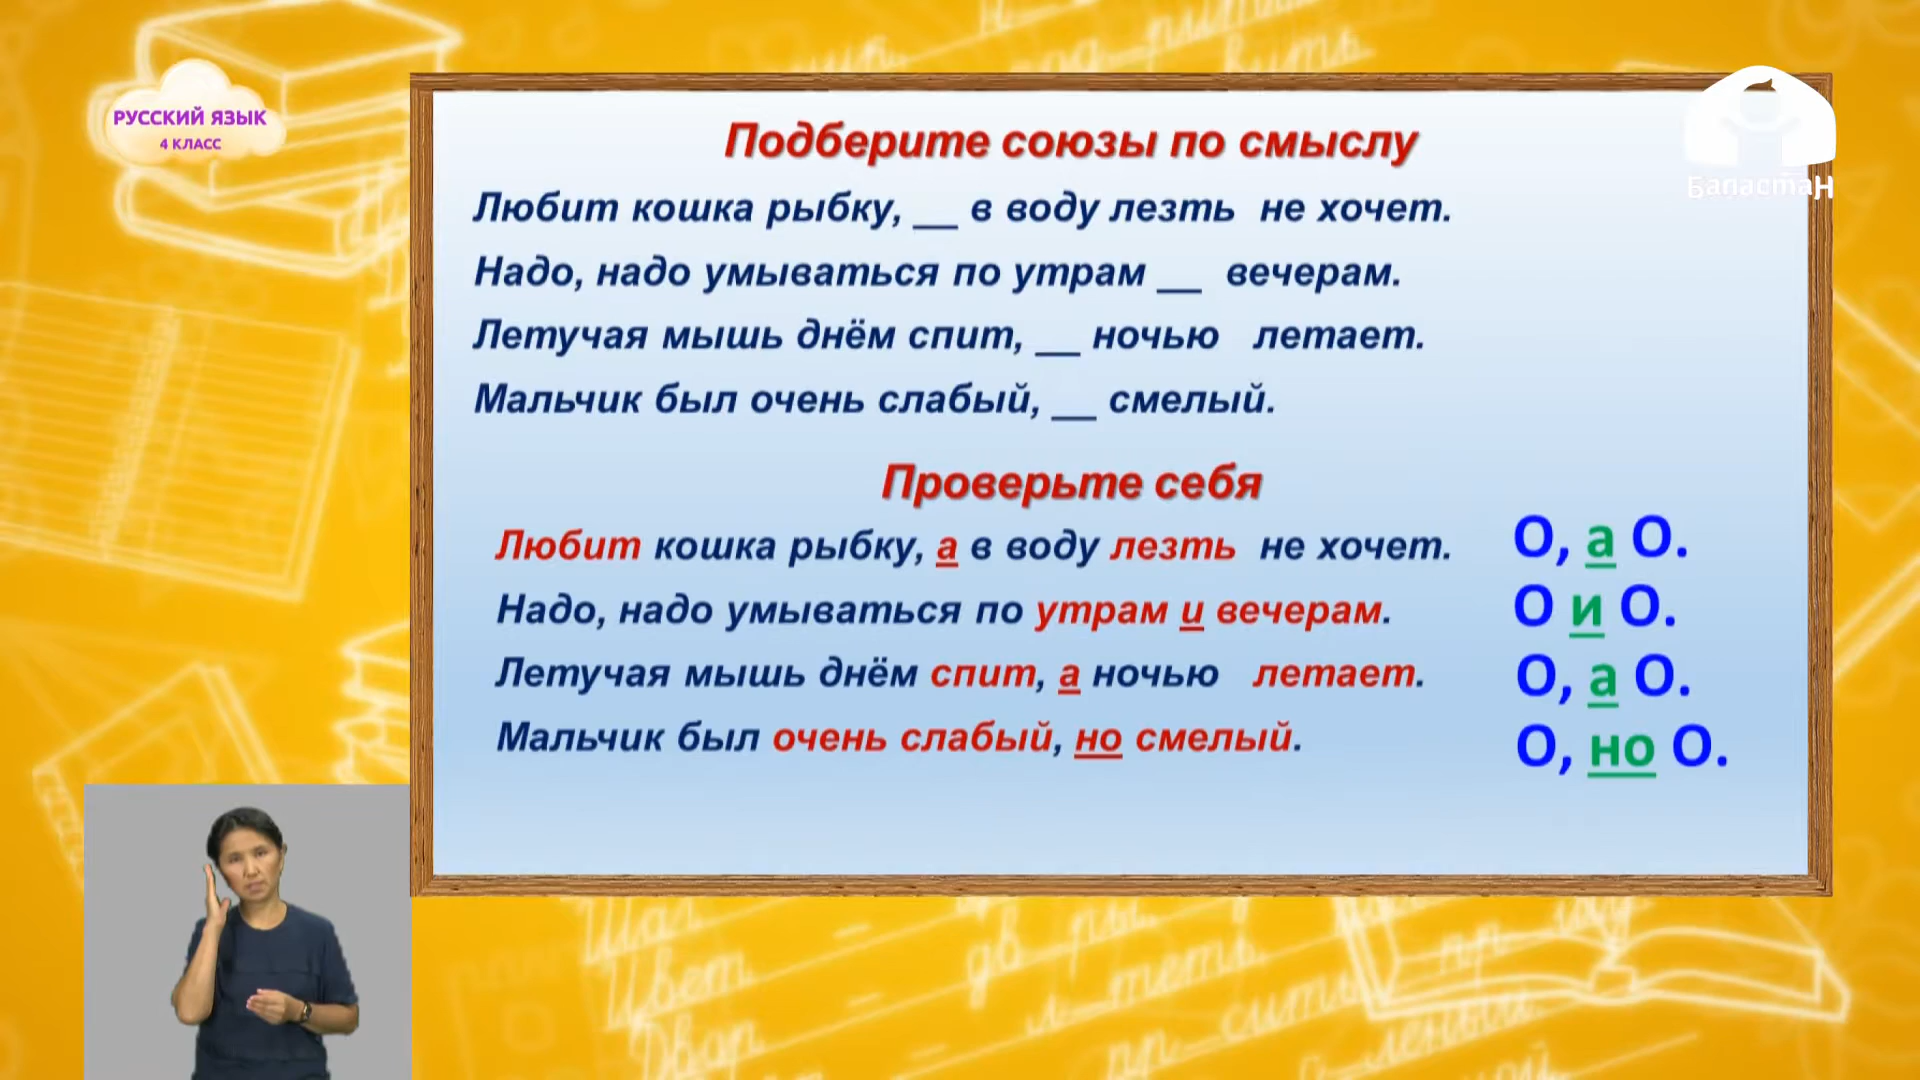 РУССКИЙ ЯЗЫК
4 КЛАСС
БаластаН
Подберите союзы по смыслу
Любит кошка рыбку, __ в воду лезть не хочет.
Надо, надо умываться по утрам __ вечерам.
Летучая мышь днём спит, __ ночью летает.
Мальчик был очень слабый, __ смелый.
Проверьте себя
Любит кошка рыбку, а в воду лезть не хочет. О, а О.
Надо, надо умываться по утрам и вечерам. О и О.
Летучая мышь днём спит, а ночью летает. О, а О.
Мальчик был очень слабый, но смелый. О, но О.
Шал
Цвет
Двор